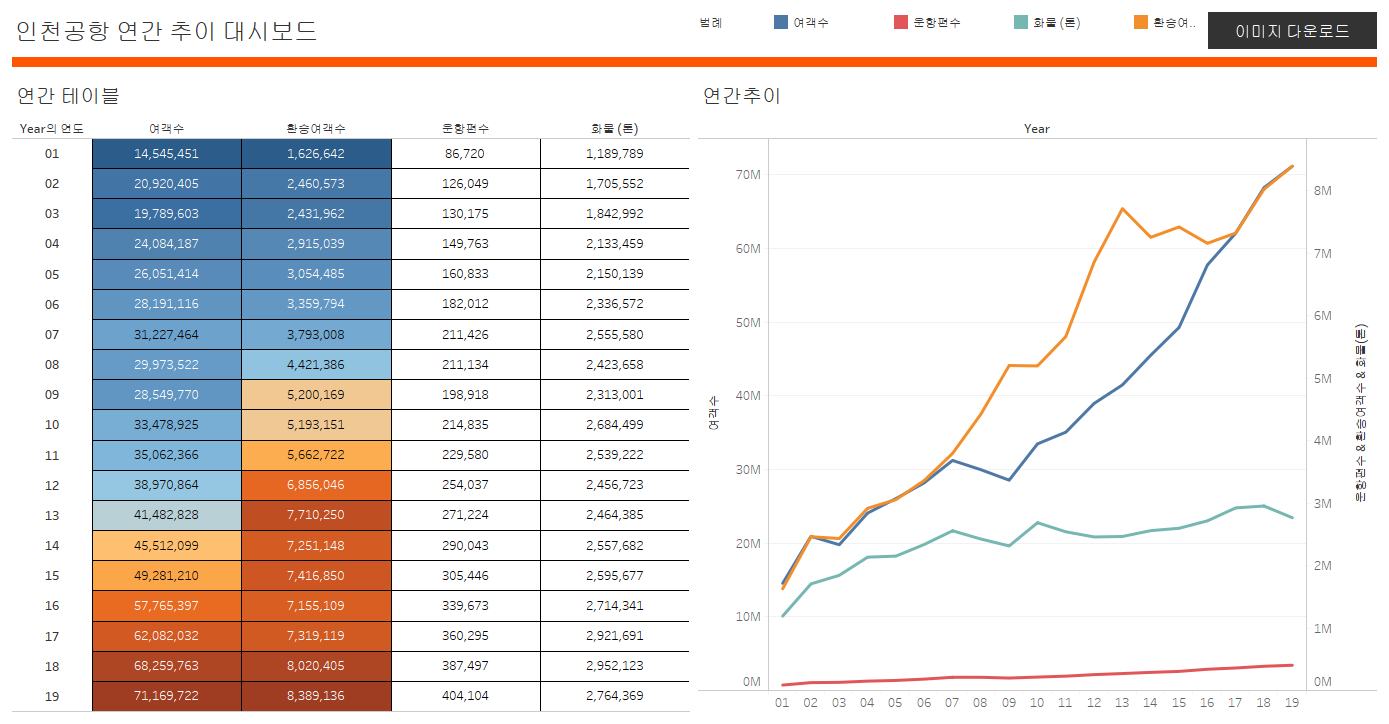 인천공항 연간 추이 대시보드
범례
여객수
운항편수
화물 (톤)
환승여..
이미지 다운로드
연간 테이블
Year의 연도 여객수 환승여객수 운항편수 화물 (톤)
01 14,545,451 1,626,642 86,720 1,189,789
02 20,920,405 2,460,573 126,049 1,705,552
03 19,789,603 2,431,962 130,175 1,842,992
04 24,084,187 2,915,039 149,763 2,133,459
05 26,051,414 3,054,485 160,833 2,150,139
06 28,191,116 3,359,794 182,012 2,336,572
07 31,227,464 3,793,008 211,426 2,555,580
08 29,973,522 4,421,386 211,134 2,423,658
09 28,549,770 5,200,169 198,918 2,313,001
10 33,478,925 5,193,151 214,835 2,684,499
11 35,062,366 5,662,722 229,580 2,539,222
12 38,970,864 6,856,046 254,037 2,456,723
13 41,482,828 7,710,250 271,224 2,464,385
14 45,512,099 7,251,148 290,043 2,557,682
15 49,281,210 7,416,850 305,446 2,595,677
16 57,765,397 7,155,109 339,673 2,714,341
17 62,082,032 7,319,119 360,295 2,921,691
18 68,259,763 8,020,405 387,497 2,952,123
19 71,169,722 8,389,136 404,104 2,764,369
연간추이
Year
여객수
70M
60M
50M
40M
30M
20M
10M
0M
8M
7M
6M
5M
4M
3M
2M
1M
0M
운항편수 & 환승여객수 & 화물(톤)
01 02 03 04 05 06 07 08 09 10 11 12 13 14 15 16 17 18 19